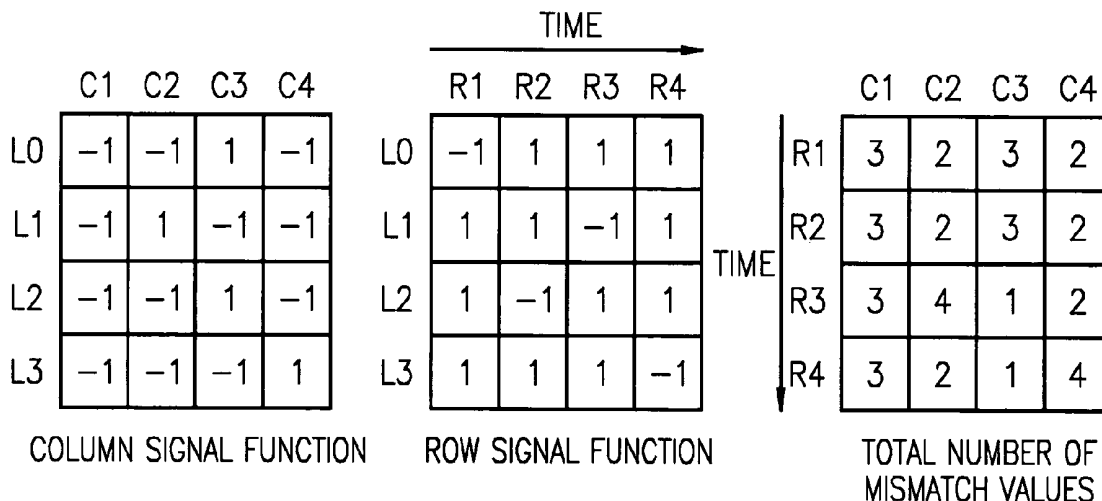 TIME
C1 C2 C3 C4
L0 -1 -1 1 -1
L1 -1 1 -1 -1
L2 -1 -1 1 -1
L3 -1 -1 -1 1
COLUMN SIGNAL FUNCTION
R1 R2 R3 R4
L0 -1 1 1 1
L1 1 1 -1 1
L2 1 -1 1 1
L3 1 1 1 -1
ROW SIGNAL FUNCTION
TIME
C1 C2 C3 C4
R1 3 2 3 2
R2 3 2 3 2
R3 3 4 1 2
R4 3 2 1 4
TOTAL NUMBER OF
MISMATCH VALUES